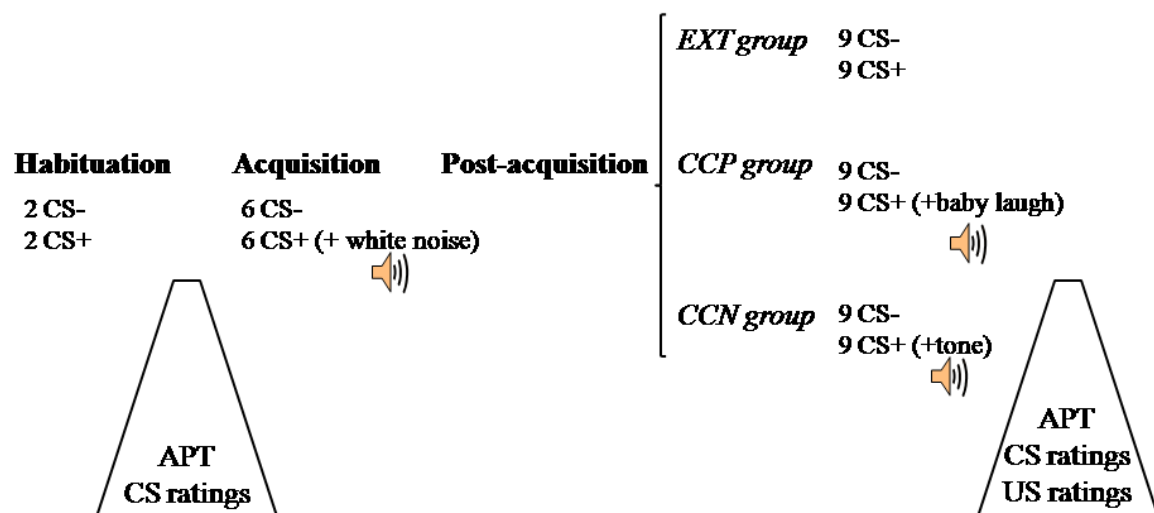 Habituation
2 CS-
2 CS+
APT
CS ratings
Acquisition
6 CS-
6 CS+ (+ white noise)
Post-acquisition
EXT group
9 CS-
9 CS+
CCP group
9 CS-
9 CS+ (+baby laugh)
CCN group
9 CS-
9 CS+ (+tone)
APT
CS ratings
US ratings